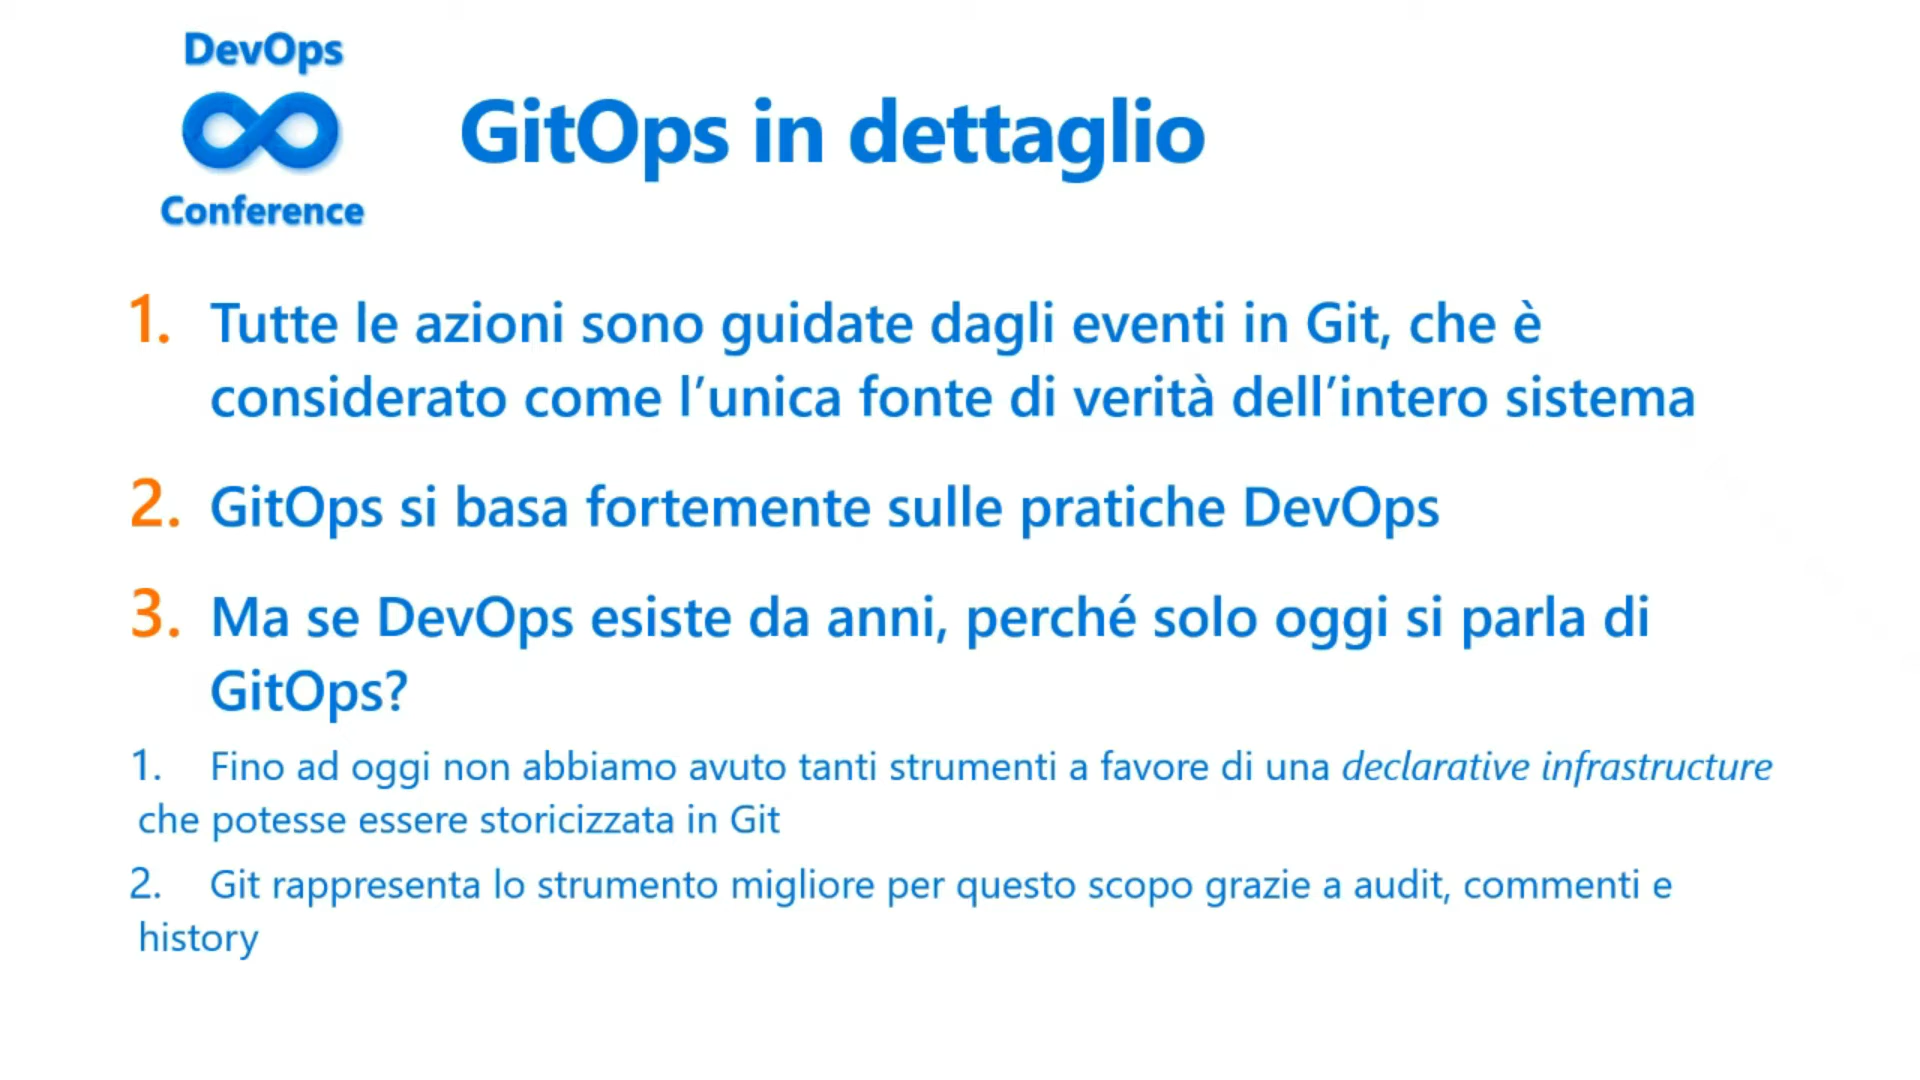 DevOps
Conference
GitOps in dettaglio
1. Tutte le azioni sono guidate dagli eventi in Git, che è
considerato come l’unica fonte di verità dell’intero sistema
2. GitOps si basa fortemente sulle pratiche DevOps
3. Ma se DevOps esiste da anni, perché solo oggi si parla di
GitOps?
1. Fino ad oggi non abbiamo avuto tanti strumenti a favore di una declarative infrastructure
che potesse essere storicizzata in Git
2. Git rappresenta lo strumento migliore per questo scopo grazie a audit, commenti e
history